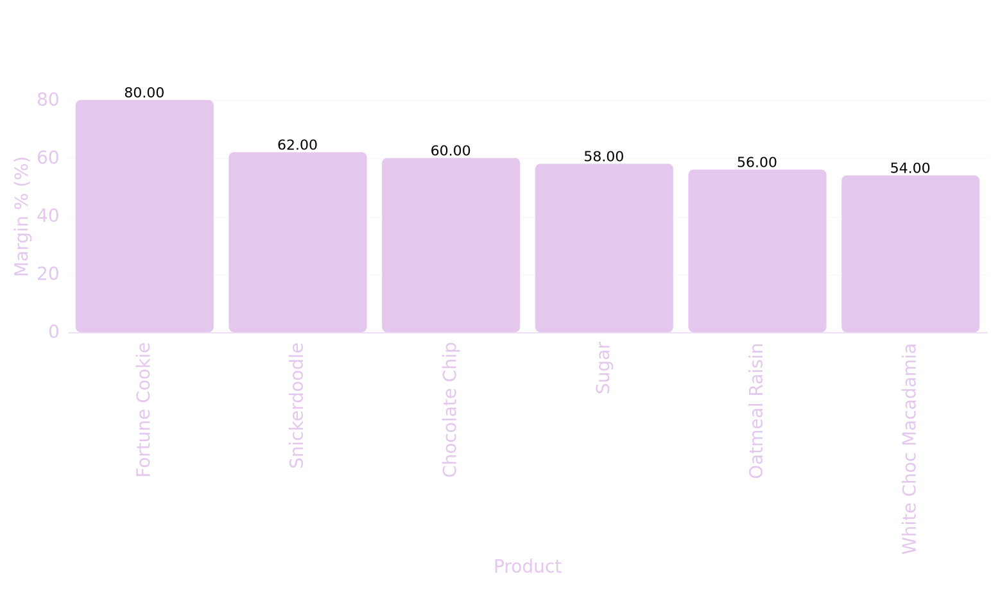 80.00
62.00
60.00
58.00
56.00
54.00
80
60
40
20
0
Margin % (%)
Fortune Cookie
Snickerdoodle
Chocolate Chip
Sugar
Oatmeal Raisin
White Choc Macadamia
Product